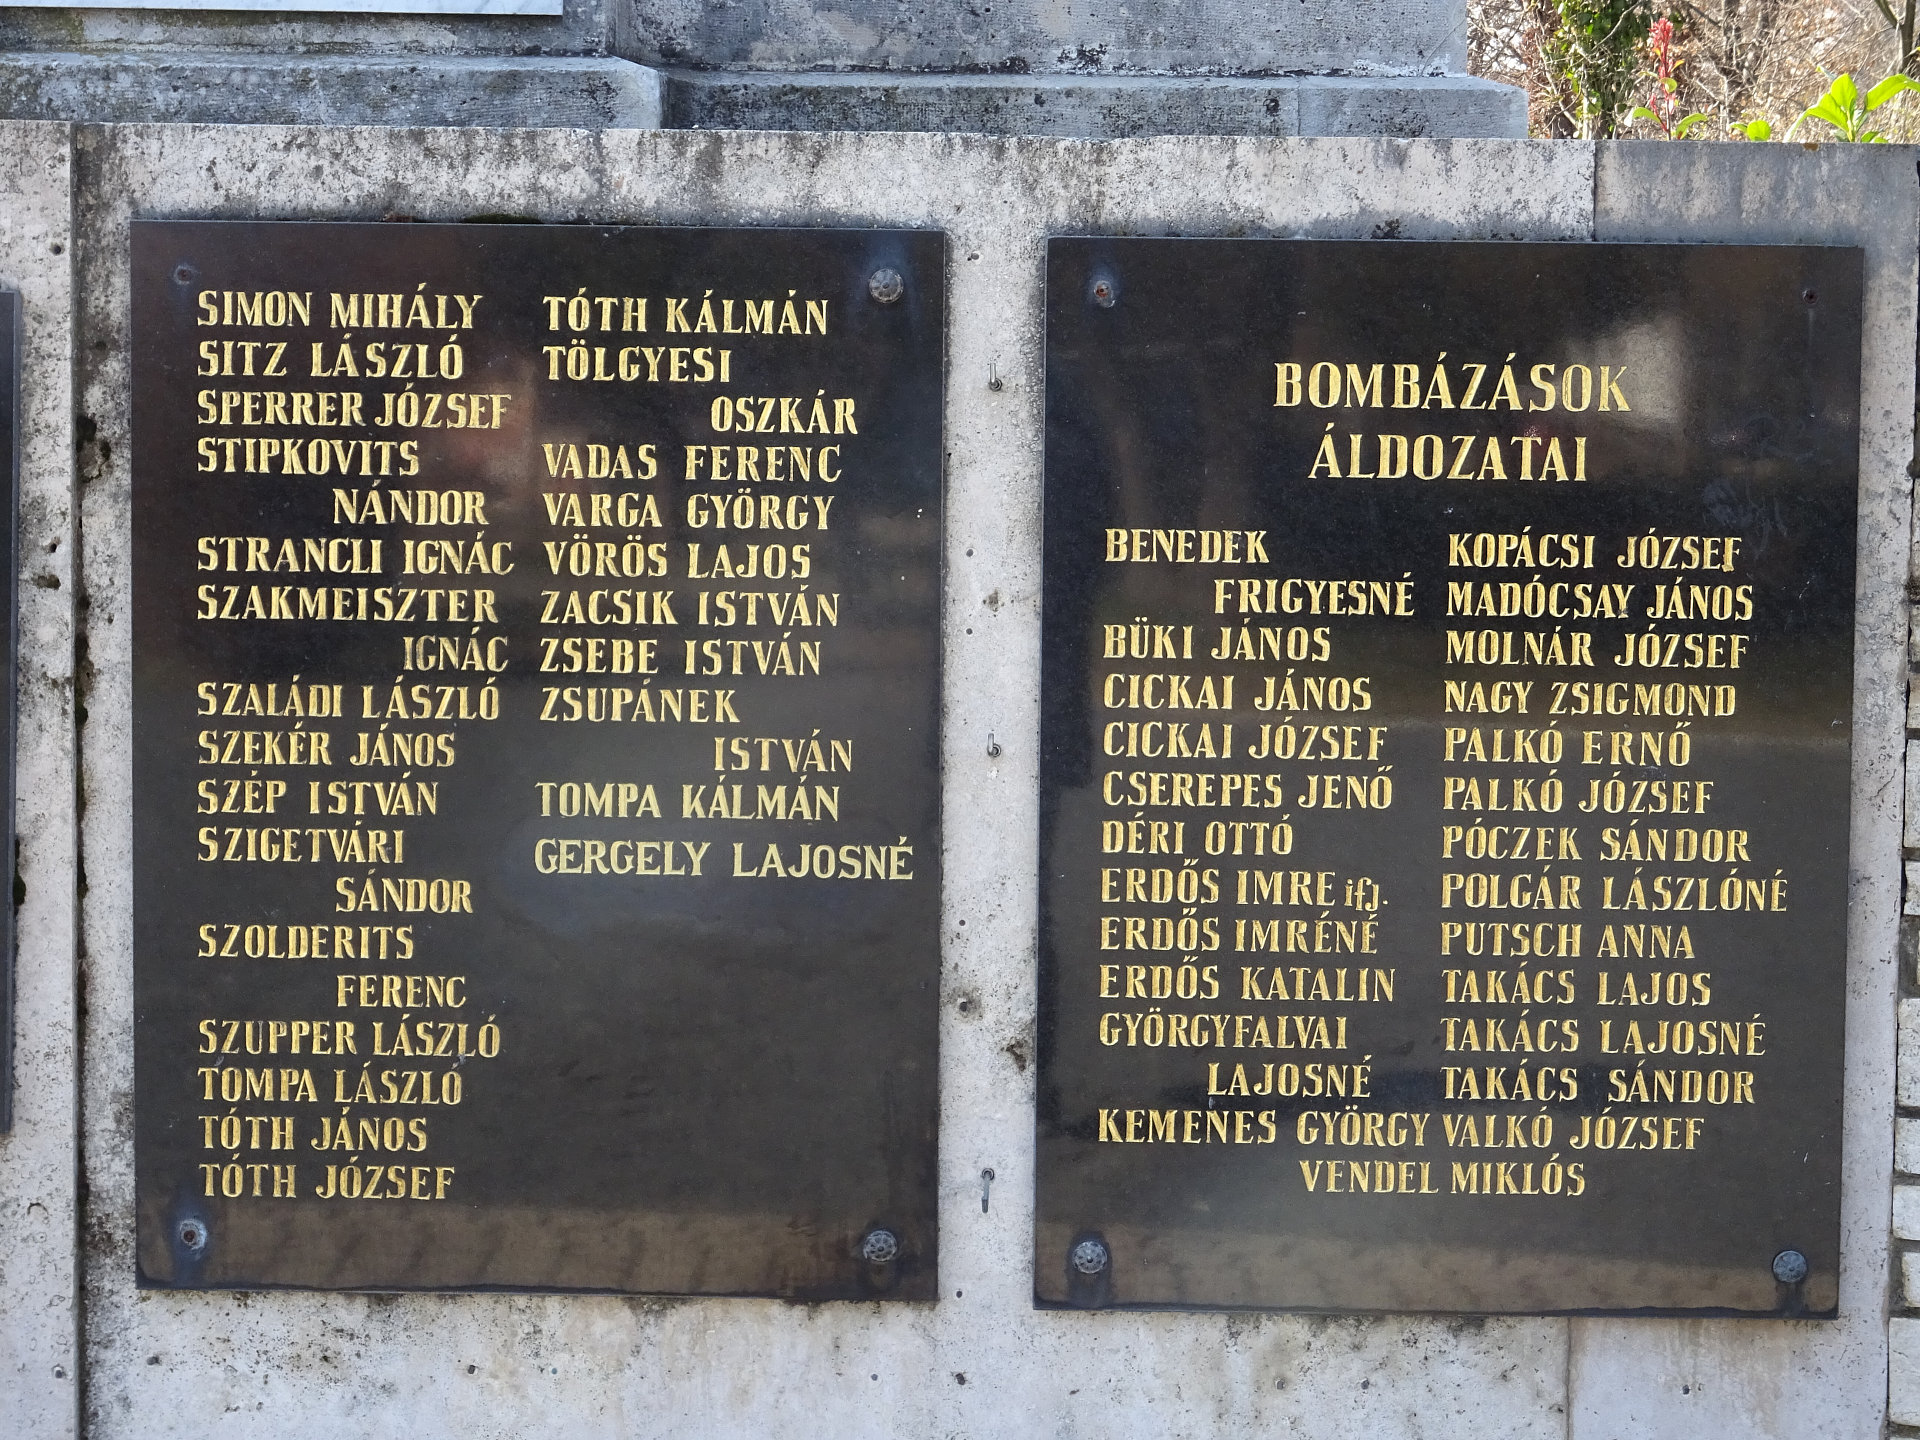 SIMON MIHÁLY
SITZ LÁSZLÓ
SPERRER JÓZSEF
STIPKOVITS
NÁNDOR
STRANCLI IGNÁC
SZAKMEISZTER
IGNÁC
SZALÁDI LÁSZLÓ
SZEKÉR JÁNOS
SZÉP ISTVÁN
SZIGETVÁRI
SÁNDOR
SZOLDERITS
FERENC
SZUPPER LÁSZLÓ
TOMPA LÁSZLÓ
TÓTH JÁNOS
TÓTH JÓZSEF
TÓTH KÁLMÁN
TÖLGYESI
OSZKÁR
VADAS FERENC
VARGA GYÖRGY
VÖRÖS LAJOS
ZACSIK ISTVÁN
ZSEBE ISTVÁN
ZSUPÁNEK
ISTVÁN
TOMPA KÁLMÁN
GERGELY LAJOSNÉ
BOMBÁZÁSOK
ÁLDOZATAI
BENEDEK
FRIGYESNÉ
BÜKI JÁNOS
CICKAI JÁNOS
CICKAI JÓZSEF
CSEREPES JENŐ
DÉRI OTTÓ
ERDŐS IMRE ifj.
ERDŐS IMRÉNÉ
ERDŐS KATALIN
GYÖRGYFALVAI
LAJOSNÉ
KEMENES GYÖRGY
KOPÁCSI JÓZSEF
MADÓCSAY JÁNOS
MOLNÁR JÓZSEF
NAGY ZSIGMOND
PALKÓ ERNŐ
PALKÓ JÓZSEF
PÓCZEK SÁNDOR
POLGÁR LÁSZLÓNÉ
PUTSCH ANNA
TAKÁCS LAJOS
TAKÁCS LAJOSNÉ
TAKÁCS SÁNDOR
VALKÓ JÓZSEF
VENDEL MIKLÓS